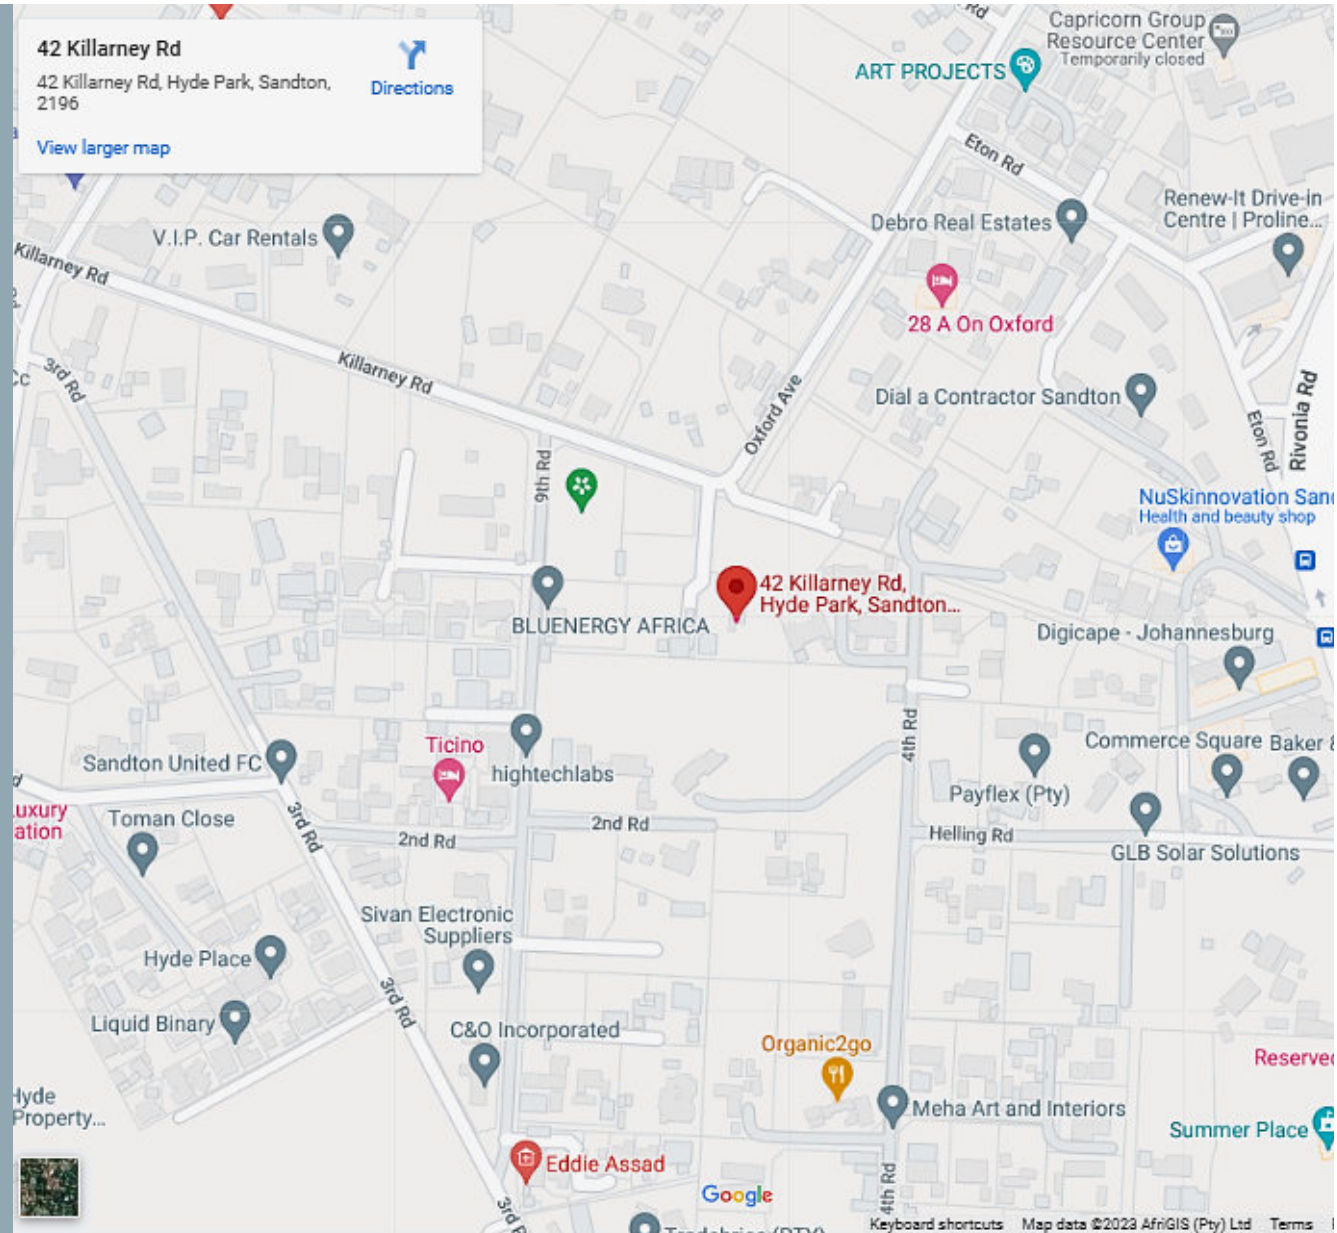 42 Killarney Rd
42 Killarney Rd, Hyde Park, Sandton,
2196
Directions
View larger map
Rd
Capricorn Group
Resource Center
Temporarily closed
ART PROJECTS
Eton Rd
Renew-It Drive-in
Centre | Proline...
Debro Real Estates
V.I.P. Car Rentals
Killarney Rd
28 A On Oxford
Killarney Rd
3rd Rd
Oxford Ave
Dial a Contractor Sandton
Rivonia Rd
Eton Rd
9th Rd
NuSkinnovation Sand
Health and beauty shop
42 Killarney Rd,
Hyde Park, Sandton...
BLUENERGY AFRICA
Digicape - Johannesburg
4th Rd
Ticino
Sandton United FC
hightechlabs
Commerce Square
Baker &
Payflex (Pty)
uxury
ation
Toman Close
3rd Rd
2nd Rd
2nd Rd
Helling Rd
GLB Solar Solutions
Sivan Electronic
Suppliers
Hyde Place
3rd Rd
Liquid Binary
C&O Incorporated
Organic2go
Reserved
Hyde
Property...
Meha Art and Interiors
Summer Place
Eddie Assad
4th Rd
Google
3rd R
Keyboard shortcuts
Map data ©2023 AfriGIS (Pty) Ltd
Terms